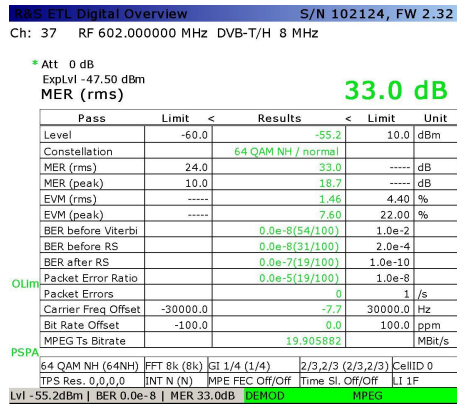 R&S ETL Digital Overview S/N 102124, FW 2.32
Ch: 37 RF 602.000000 MHz DVB-T/H 8 MHz
* Att 0 dB
ExpLvl -47.50 dBm
MER (rms) 33.0 dB
Pass Limit < Results < Limit Unit
Level -60.0 -55.2 10.0 dBm
Constellation 64 QAM NH / normal
MER (rms) 24.0 33.0 ----- dB
MER (peak) 10.0 18.7 ----- dB
EVM (rms) ----- 1.46 4.40 %
EVM (peak) ----- 7.60 22.00 %
BER before Viterbi 0.0e-8(54/100) 1.0e-2
BER before RS 0.0e-8(31/100) 2.0e-4
BER after RS 0.0e-7(19/100) 1.0e-10
OLim Packet Error Ratio 0.0e-5(19/100) 1.0e-8
Packet Errors 0 1 /s
Carrier Freq Offset -30000.0 -7.7 30000.0 Hz
Bit Rate Offset -100.0 0.0 100.0 ppm
MPEG Ts Bitrate 19.905882 MBit/s
PSPA
64 QAM NH (64NH) FFT 8k (8k) GI 1/4 (1/4) 2/3,2/3 (2/3,2/3) CellID 0
TPS Res. 0,0,0,0 INT N (N) MPE FEC Off/Off Time Sl. Off/Off LI 1F
Lvl -55.2dBm | BER 0.0e-8 | MER 33.0dB DEMOD MPEG